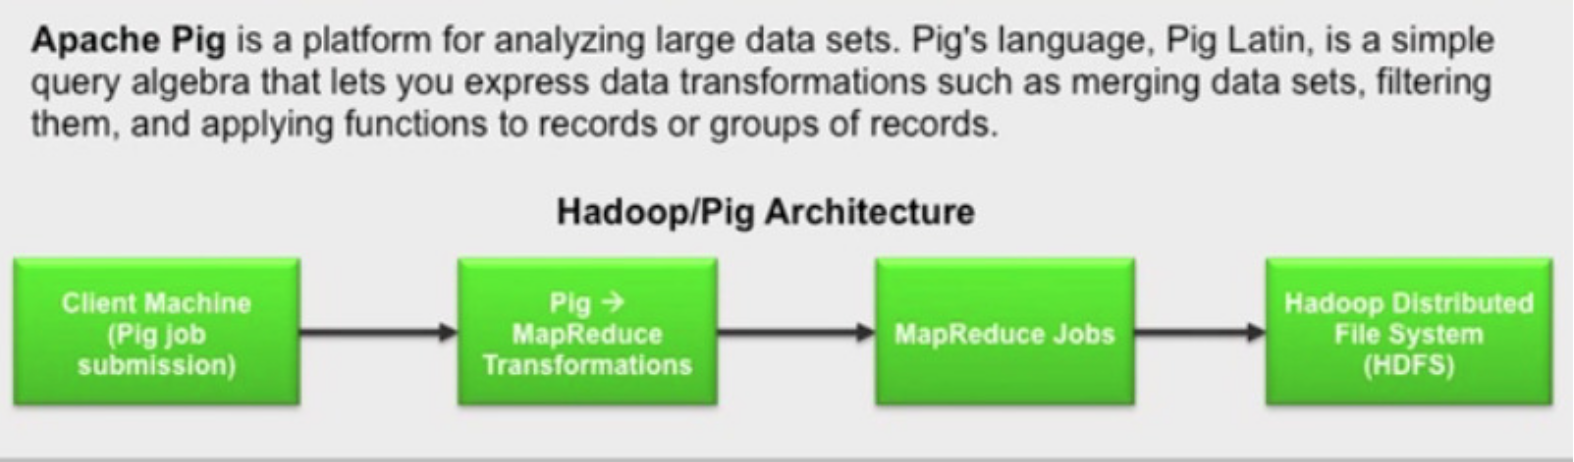 Apache Pig is a platform for analyzing large data sets. Pig's language, Pig Latin, is a simple
query algebra that lets you express data transformations such as merging data sets, filtering
them, and applying functions to records or groups of records.
Hadoop/Pig Architecture
Client Machine
(Pig job
submission)
Pig →
MapReduce
Transformations
MapReduce Jobs
Hadoop Distributed
File System
(HDFS)